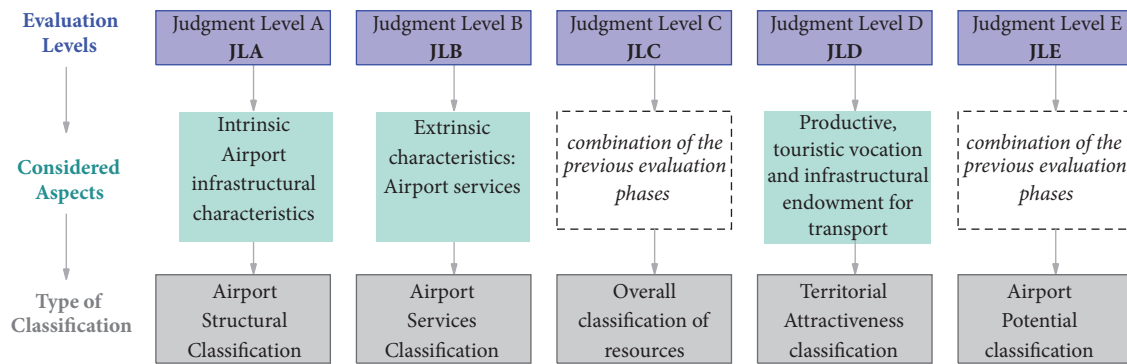 Evaluation
Levels
Judgment Level A
JLA
Judgment Level B
JLB
Judgment Level C
JLC
Judgment Level D
JLD
Judgment Level E
JLE
Considered
Aspects
Intrinsic
Airport
infrastructural
characteristics
Extrinsic
characteristics:
Airport services
combination of the
previous evaluation
phases
Productive,
touristic vocation
and infrastructural
endowment for
transport
combination of the
previous evaluation
phases
Type of
Classification
Airport
Structural
Classification
Airport
Services
Classification
Overall
classification of
resources
Territorial
Attractiveness
classification
Airport
Potential
classification